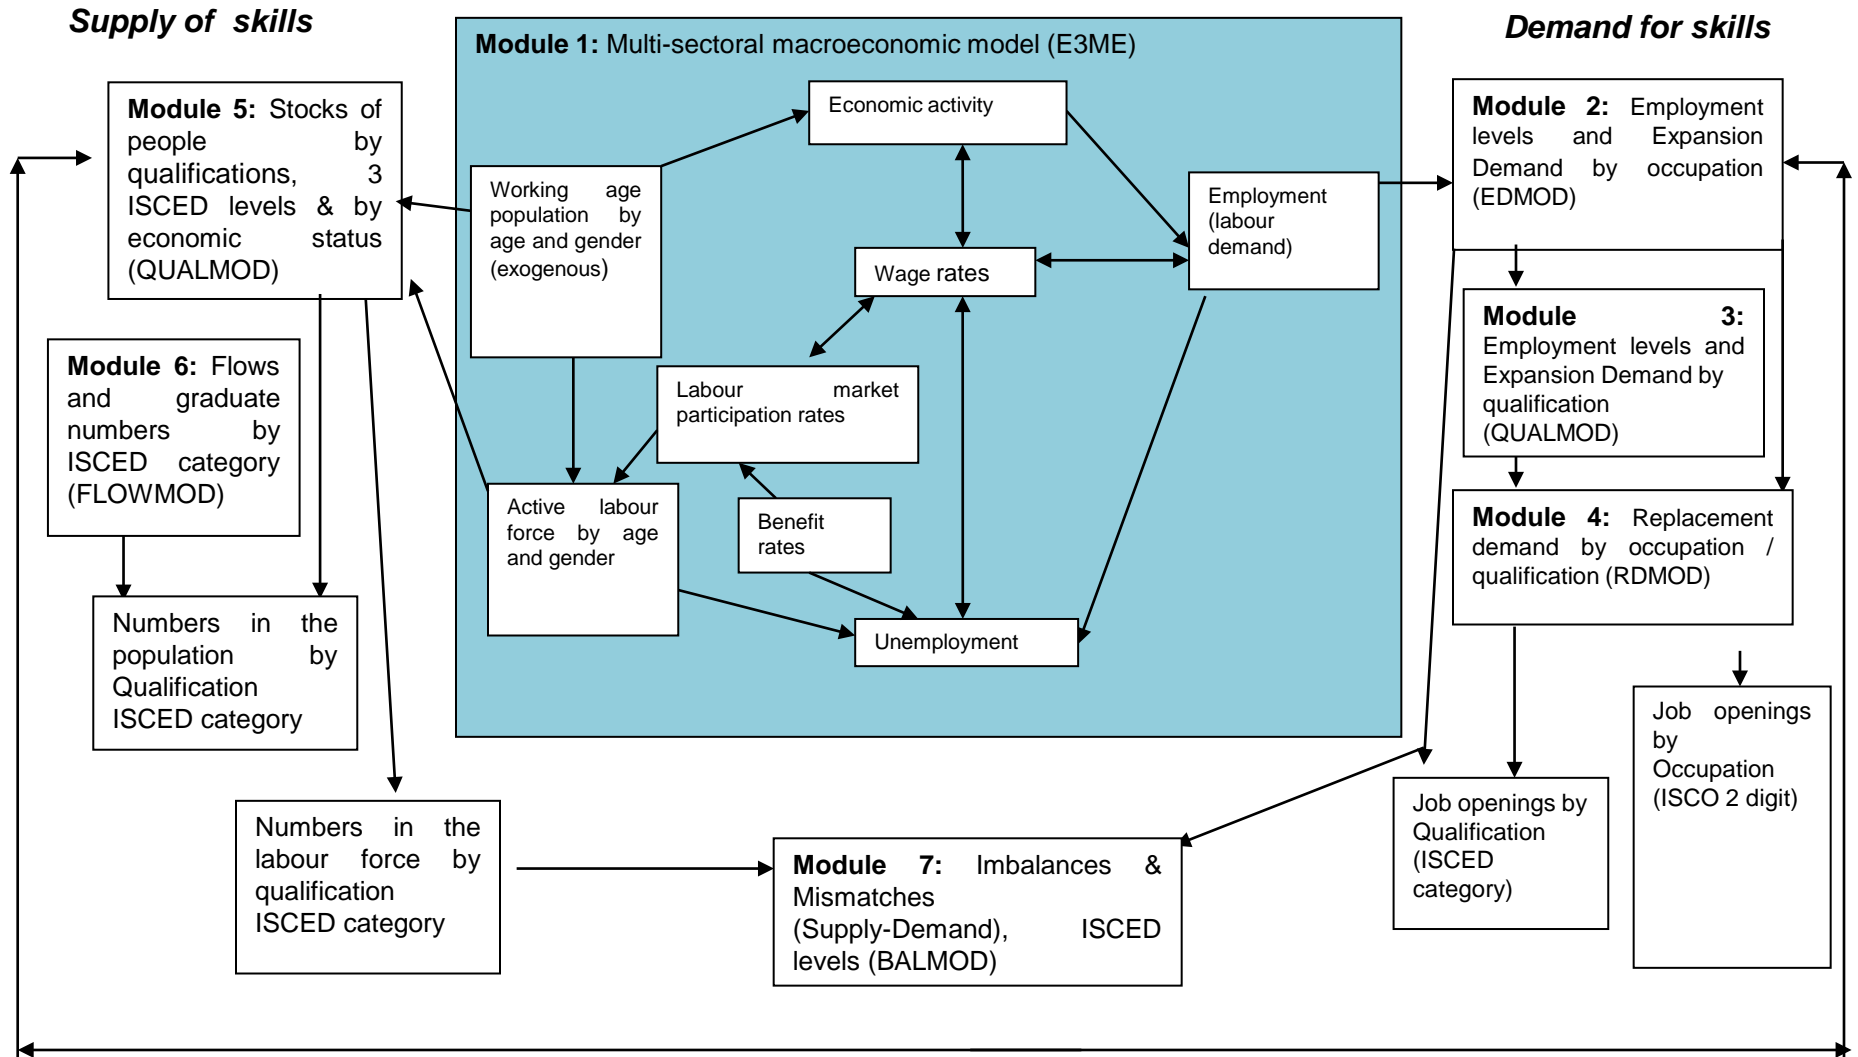 Supply of skills
Demand for skills
Module 1: Multi-sectoral macroeconomic model (E3ME)
Module 5: Stocks of
people by
qualifications, 3
ISCED levels & by
economic status
(QUALMOD)
Economic activity
Working age
population by
age and gender
(exogenous)
Employment
(labour
demand)
Wage rates
Labour market
participation rates
Active labour
force by age
and gender
Benefit
rates
Unemployment
Module 2: Employment
levels and Expansion
Demand by occupation
(EDMOD)
Module 3:
Employment levels and
Expansion Demand by
qualification
(QUALMOD)
Module 4: Replacement
demand by occupation /
qualification (RDMOD)
Module 6: Flows
and graduate
numbers by
ISCED category
(FLOWMOD)
Numbers in the
population by
Qualification
ISCED category
Numbers in the
labour force by
qualification
ISCED category
Module 7: Imbalances &
Mismatches
(Supply-Demand), ISCED
levels (BALMOD)
Job openings by
Qualification
(ISCED
category)
Job openings
by
Occupation
(ISCO 2 digit)